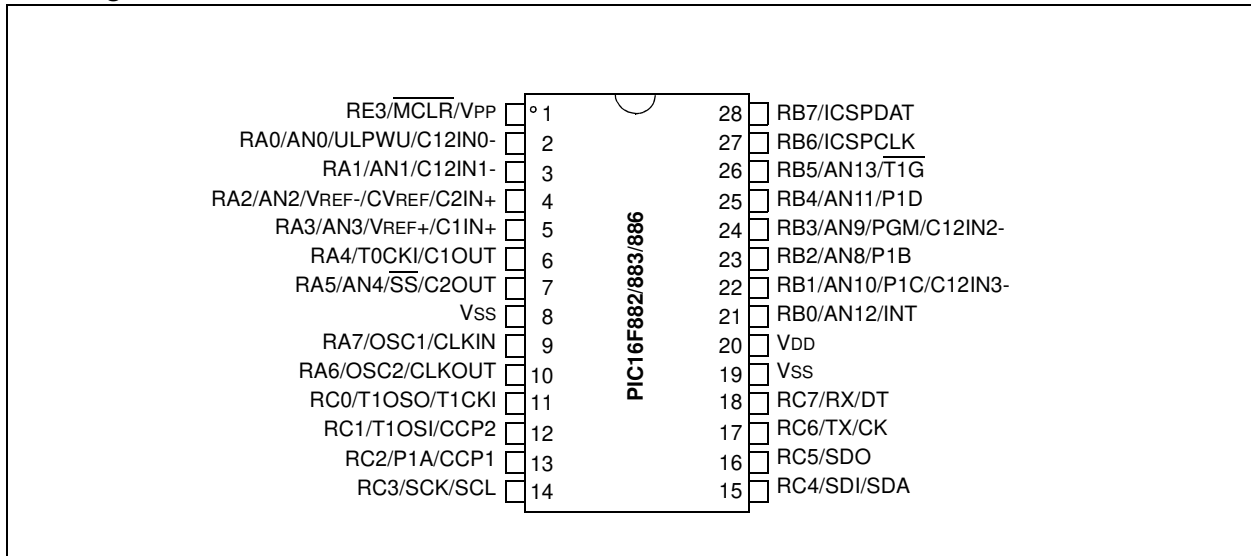 RE3/MCLR/VPP 1
RA0/AN0/ULPWU/C12IN0- 2
RA1/AN1/C12IN1- 3
RA2/AN2/VREF-/CVREF/C2IN+ 4
RA3/AN3/VREF+/C1IN+ 5
RA4/T0CKI/C1OUT 6
RA5/AN4/SS/C2OUT 7
VSS 8
RA7/OSC1/CLKIN 9
RA6/OSC2/CLKOUT 10
RC0/T1OSO/T1CKI 11
RC1/T1OSI/CCP2 12
RC2/P1A/CCP1 13
RC3/SCK/SCL 14
PIC16F882/883/886
28 RB7/ICSPDAT
27 RB6/ICSPCLK
26 RB5/AN13/T1G
25 RB4/AN11/P1D
24 RB3/AN9/PGM/C12IN2-
23 RB2/AN8/P1B
22 RB1/AN10/P1C/C12IN3-
21 RB0/AN12/INT
20 VDD
19 VSS
18 RC7/RX/DT
17 RC6/TX/CK
16 RC5/SDO
15 RC4/SDI/SDA